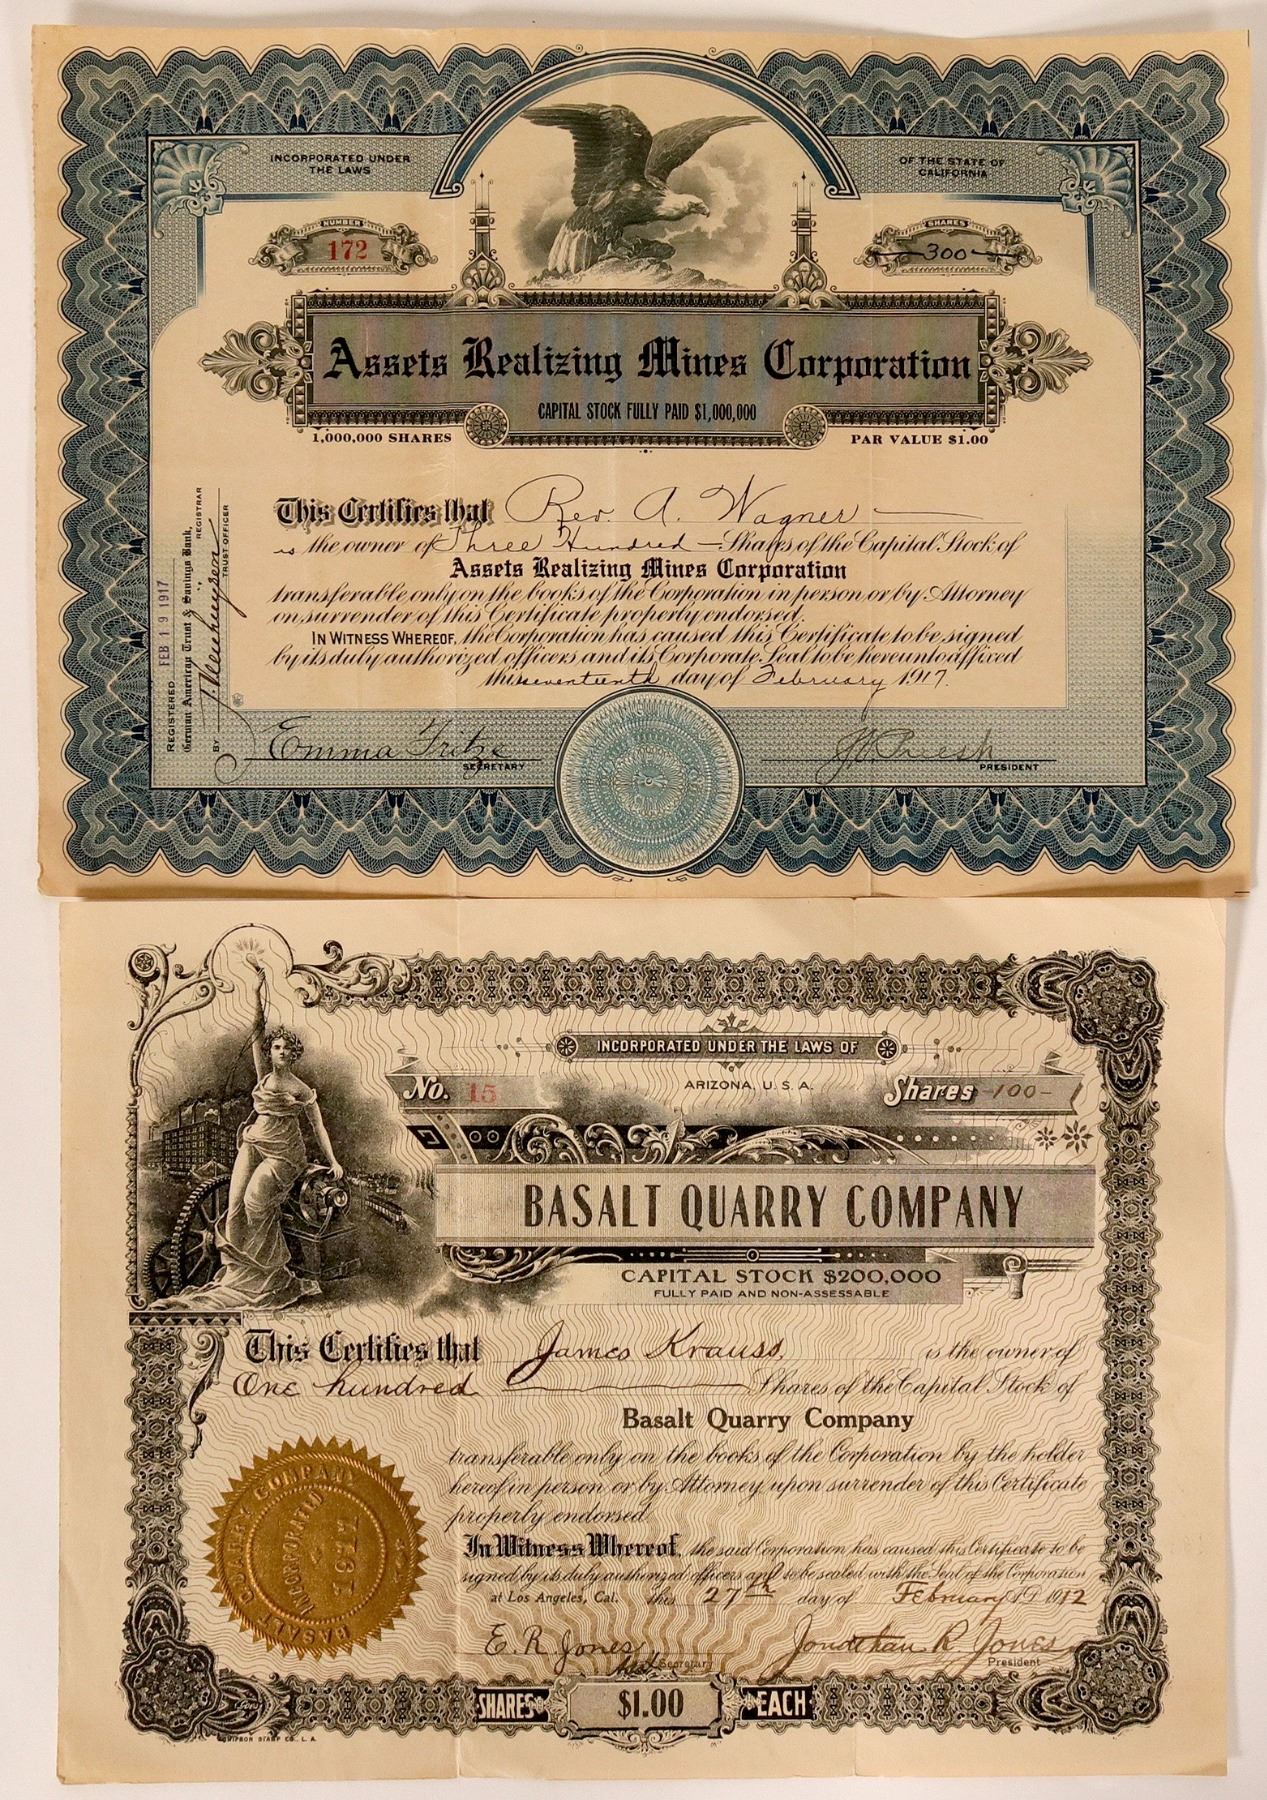 INCORPORATED UNDER
THE LAWS
OF THE STATE OF
CALIFORNIA
NUMBER
172
SHARES
300
Assets Realizing Mines Corporation
CAPITAL STOCK FULLY PAID $1,000,000
1,000,000 SHARES
PAR VALUE $1.00
This Certifies that Rev. A. Wagner
is the owner of Three Hundred Shares of the Capital Stock of
Assets Realizing Mines Corporation
transferable only on the books of the Corporation in person or by Attorney
on surrender of this Certificate properly endorsed.
IN WITNESS WHEREOF, the Corporation has caused this Certificate to be signed
by its duly authorized officers and its Corporate Seal to be hereunto affixed
this seventeenth day of February 1917.
REGISTERED FEB 19 1917
German American Trust & Savings Bank,
REGISTRAR
BY
TRUST OFFICER
Emma Fritze
SECRETARY
PRESIDENT
INCORPORATED UNDER THE LAWS OF
ARIZONA, U.S.A.
No. 15
Shares -100-
BASALT QUARRY COMPANY
CAPITAL STOCK $200,000
FULLY PAID AND NON-ASSESSABLE
This Certifies that James Krauss, is the owner of
One hundred Shares of the Capital Stock of
Basalt Quarry Company
transferable only on the books of the Corporation by the holder
hereof in person or by Attorney upon surrender of this Certificate
properly endorsed.
In Witness Whereof, the said Corporation has caused this Certificate to be
signed by its duly authorized officers and to be sealed with the Seal of the Corporation
at Los Angeles, Cal. this 27th day of February A.D. 1912
BASALT QUARRY COMPANY
INCORPORATED
1911
E. R. Jones
Secretary
Jonathan R. Jones
President
SHARES $1.00 EACH
STAMP CO., L.A.